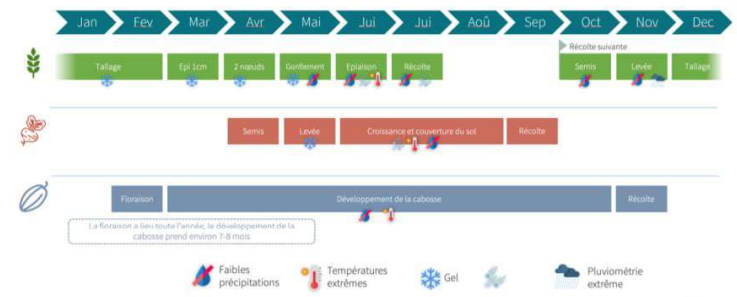 Jan Fev Mar Avr Mai Jui Jui Aoû Sep Oct Nov Dec
Récolte suivante
Tallage Epi 1cm 2 nœuds Gonflement Epiaison Récolte Semis Levée Tallage
Semis Levée Croissance et couverture du sol Récolte
Floraison Développement de la cabosse Récolte
La floraison a lieu toute l'année, le développement de la
cabosse prend environ 7-8 mois
Faibles
précipitations
Températures
extrêmes
Gel
Pluviométrie
extrême